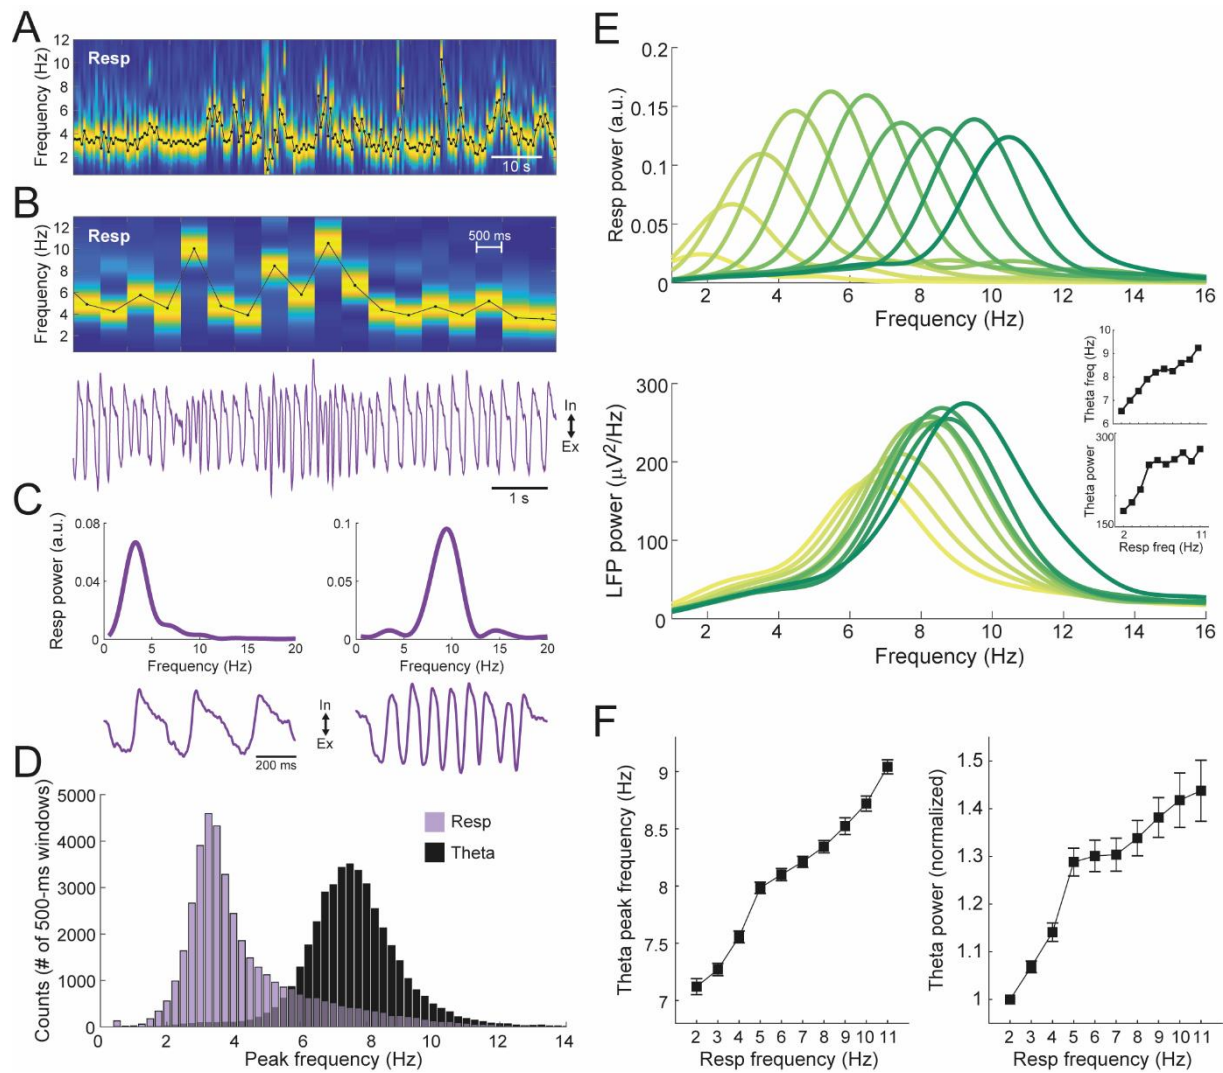 A
Frequency (Hz)
12
10
8
6
4
2
Resp
10 s
B
Frequency (Hz)
12
10
8
6
4
2
Resp
500 ms
In
Ex
1 s
C
Resp power (a.u.)
0.08
0.04
0
0 5 10 15 20
Frequency (Hz)
0.1
0.05
0
0 5 10 15 20
Frequency (Hz)
In
Ex
200 ms
D
Counts (# of 500-ms windows)
5000
4000
3000
2000
1000
0
Resp
Theta
0 2 4 6 8 10 12 14
Peak frequency (Hz)
E
Resp power (a.u.)
0.2
0.15
0.1
0.05
0
2 4 6 8 10 12 14 16
Frequency (Hz)
LFP power (μV²/Hz)
300
200
100
0
2 4 6 8 10 12 14 16
Frequency (Hz)
Theta freq (Hz)
10
9
8
7
6
Theta power
300
150
2 11
Resp freq (Hz)
F
Theta peak frequency (Hz)
9
8.5
8
7.5
7
2 3 4 5 6 7 8 9 10 11
Resp frequency (Hz)
Theta power (normalized)
1.5
1.4
1.3
1.2
1.1
1
2 3 4 5 6 7 8 9 10 11
Resp frequency (Hz)